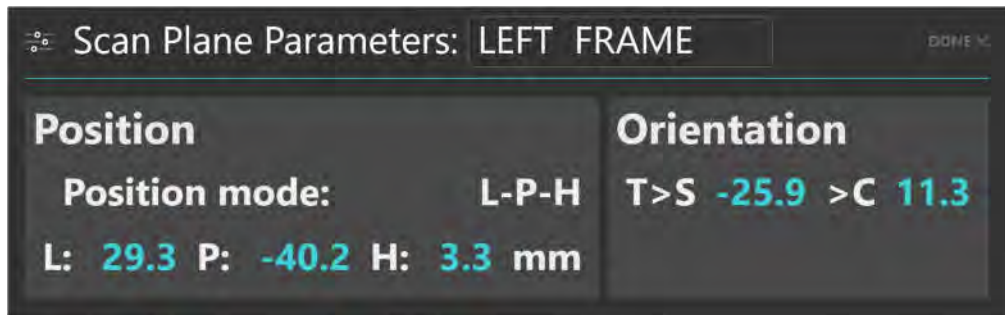 Scan Plane Parameters: LEFT FRAME DONE
Position
Position mode: L-P-H
L: 29.3 P: -40.2 H: 3.3 mm
Orientation
T>S -25.9 >C 11.3